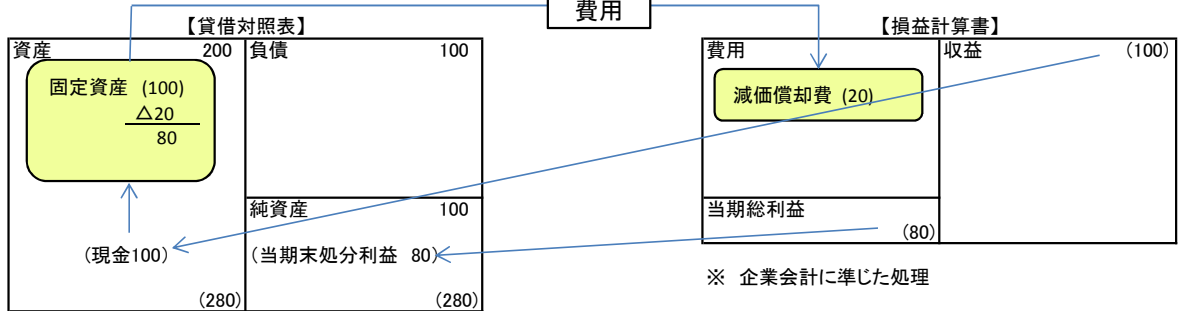 費用
【貸借対照表】
資産 200
負債 100
固定資産 (100)
△20
80
(現金100)
(280)
純資産 100
(当期末処分利益 80)
(280)
【損益計算書】
費用
減価償却費 (20)
当期総利益
(80)
収益 (100)
※ 企業会計に準じた処理